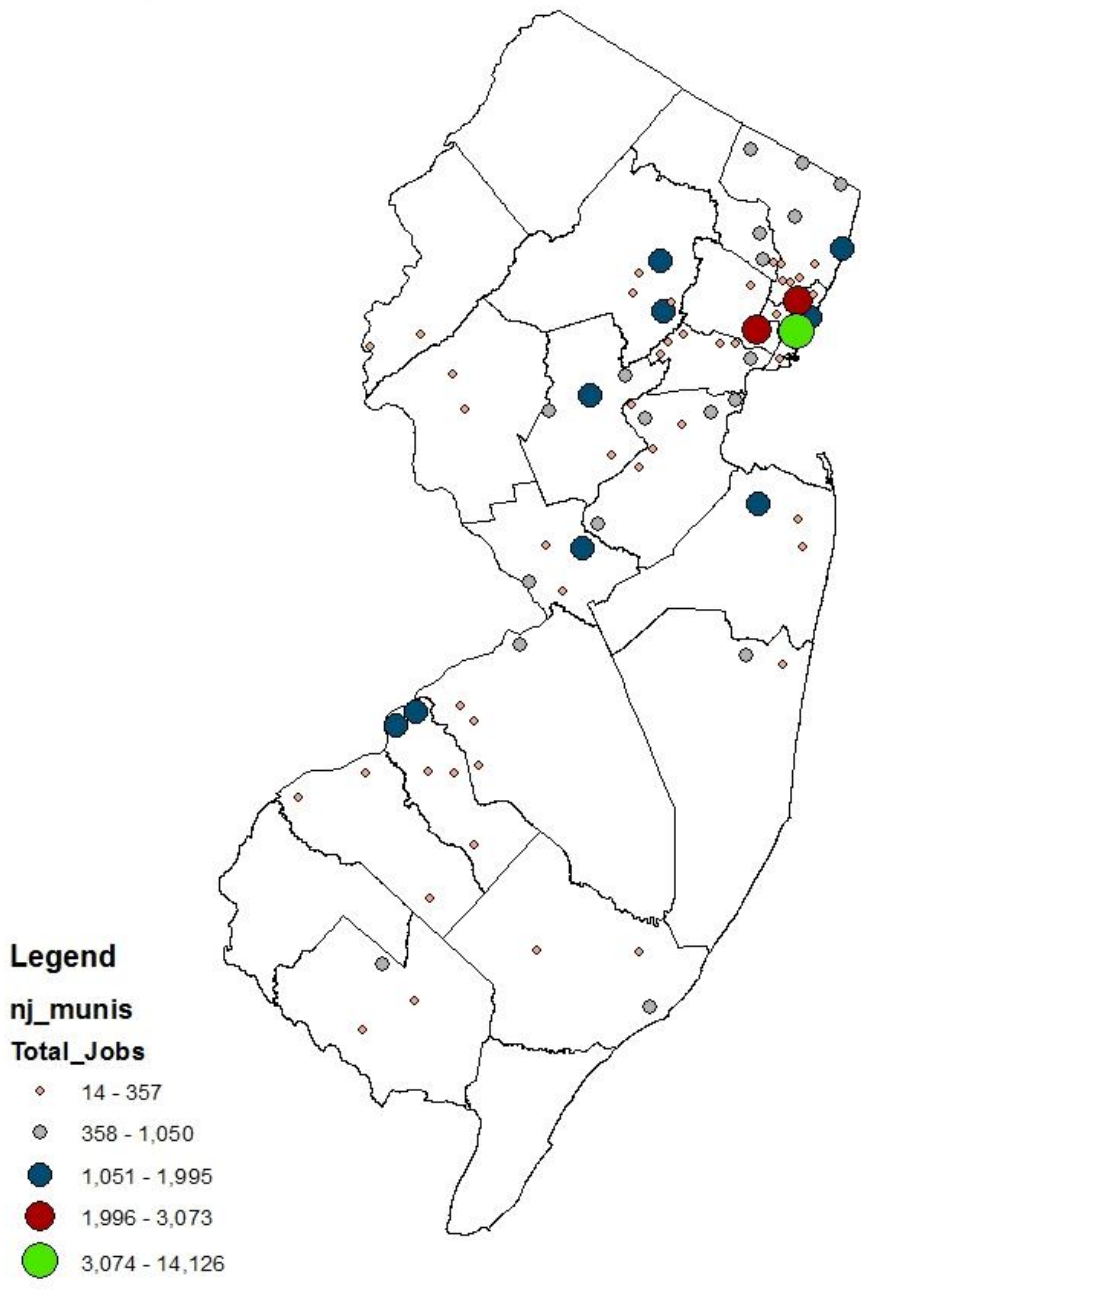 Legend
nj_munis
Total_Jobs
14 - 357
358 - 1,050
1,051 - 1,995
1,996 - 3,073
3,074 - 14,126